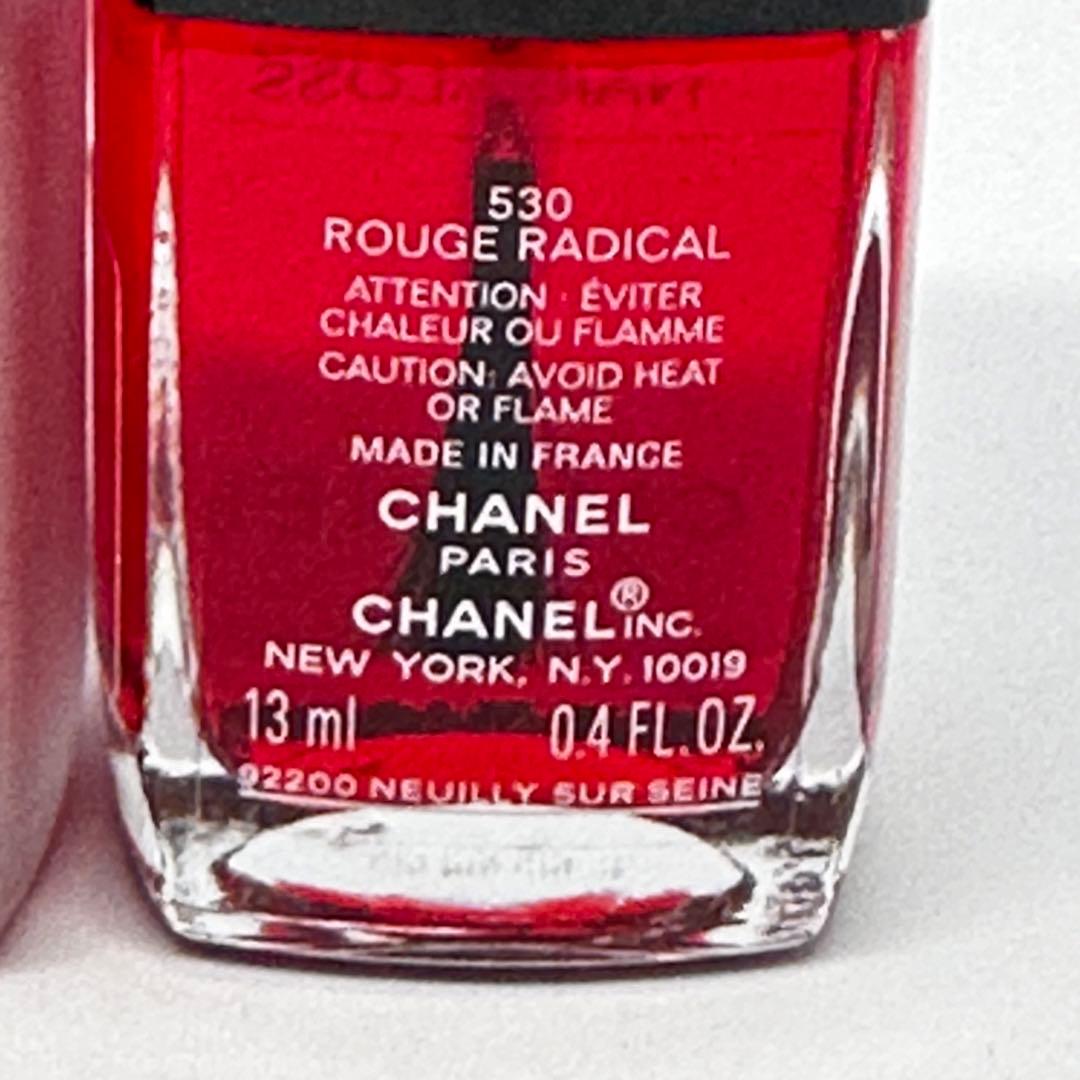 530
ROUGE RADICAL
ATTENTION : ÉVITER
CHALEUR OU FLAMME
CAUTION: AVOID HEAT
OR FLAME
MADE IN FRANCE
CHANEL
PARIS
CHANEL® INC.
NEW YORK, N.Y. 10019
13 ml 0.4 FL.OZ.
92200 NEUILLY SUR SEINE